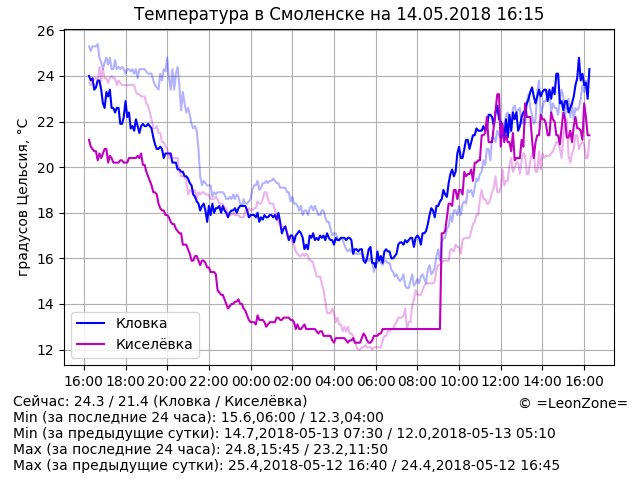 Температура в Смоленске на 14.05.2018 16:15
градусов Цельсия, °C
26
24
22
20
18
16
14
12
Кловка
Киселёвка
16:00 18:00 20:00 22:00 00:00 02:00 04:00 06:00 08:00 10:00 12:00 14:00 16:00
Сейчас: 24.3 / 21.4 (Кловка / Киселёвка)
© =LeonZone=
Min (за последние 24 часа): 15.6,06:00 / 12.3,04:00
Min (за предыдущие сутки): 14.7,2018-05-13 07:30 / 12.0,2018-05-13 05:10
Max (за последние 24 часа): 24.8,15:45 / 23.2,11:50
Max (за предыдущие сутки): 25.4,2018-05-12 16:40 / 24.4,2018-05-12 16:45